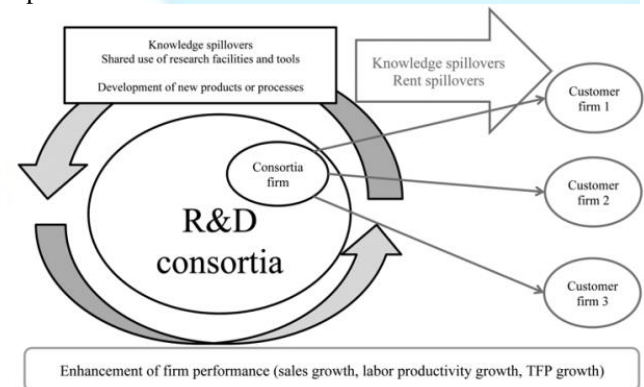 Knowledge spillovers
Shared use of research facilities and tools
Development of new products or processes
Knowledge spillovers
Rent spillovers
Customer
firm 1
Consortia
firm
Customer
firm 2
R&D
consortia
Customer
firm 3
Enhancement of firm performance (sales growth, labor productivity growth, TFP growth)